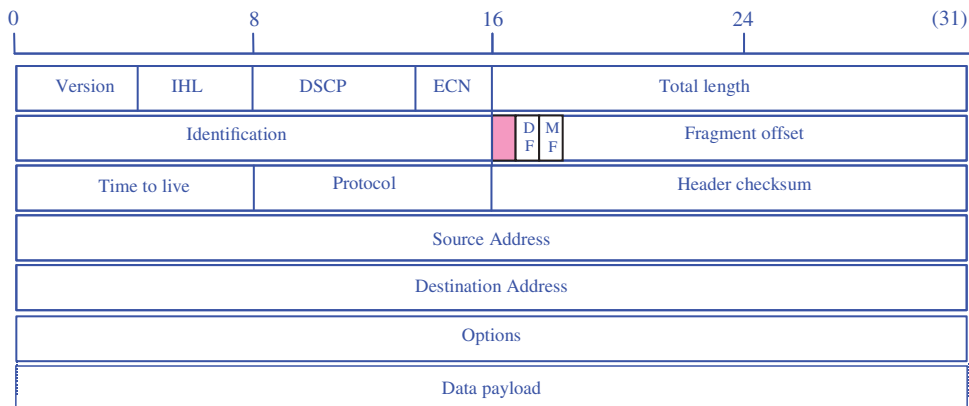 0 8 16 24 (31)
Version IHL DSCP ECN Total length
Identification D F M F Fragment offset
Time to live Protocol Header checksum
Source Address
Destination Address
Options
Data payload